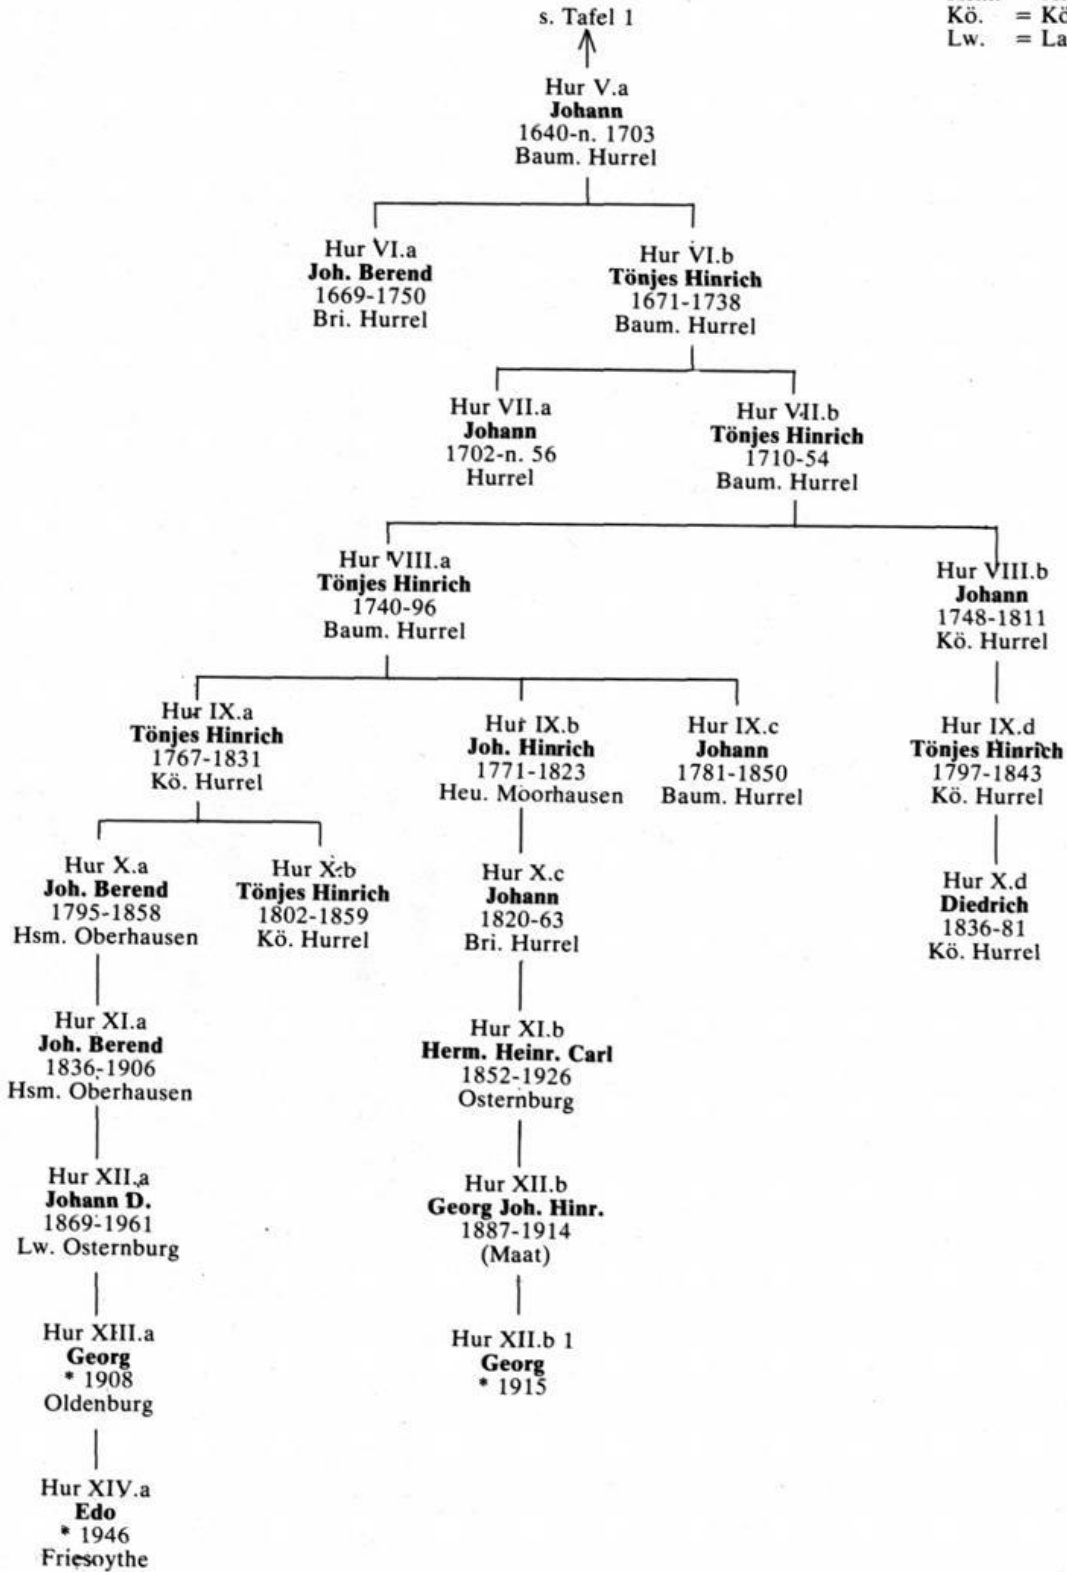 s. Tafel 1
Kö. = Kö
Lw. = La
Hur V.a
Johann
1640-n. 1703
Baum. Hurrel
Hur VI.a
Joh. Berend
1669-1750
Bri. Hurrel
Hur VI.b
Tönjes Hinrich
1671-1738
Baum. Hurrel
Hur VII.a
Johann
1702-n. 56
Hurrel
Hur VII.b
Tönjes Hinrich
1710-54
Baum. Hurrel
Hur VIII.a
Tönjes Hinrich
1740-96
Baum. Hurrel
Hur VIII.b
Johann
1748-1811
Kö. Hurrel
Hur IX.a
Tönjes Hinrich
1767-1831
Kö. Hurrel
Hur IX.b
Joh. Hinrich
1771-1823
Heu. Moorhausen
Hur IX.c
Johann
1781-1850
Baum. Hurrel
Hur IX.d
Tönjes Hinrich
1797-1843
Kö. Hurrel
Hur X.a
Joh. Berend
1795-1858
Hsm. Oberhausen
Hur X.b
Tönjes Hinrich
1802-1859
Kö. Hurrel
Hur X.c
Johann
1820-63
Bri. Hurrel
Hur X.d
Diedrich
1836-81
Kö. Hurrel
Hur XI.a
Joh. Berend
1836-1906
Hsm. Oberhausen
Hur XI.b
Herm. Heinr. Carl
1852-1926
Osternburg
Hur XII.a
Johann D.
1869-1961
Lw. Osternburg
Hur XII.b
Georg Joh. Hinr.
1887-1914
(Maat)
Hur XIII.a
Georg
* 1908
Oldenburg
Hur XII.b 1
Georg
* 1915
Hur XIV.a
Edo
* 1946
Friesoythe